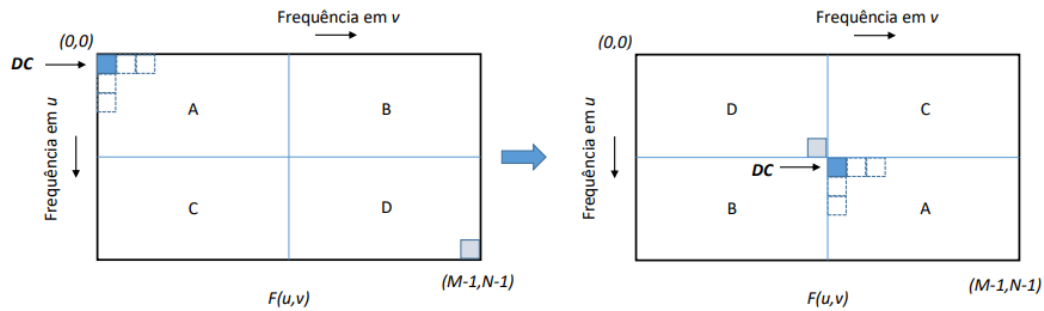 Frequência em v
(0,0)
DC
Frequência em u
A
B
C
D
(M-1,N-1)
F(u,v)
Frequência em v
(0,0)
Frequência em u
D
C
DC
B
A
(M-1,N-1)
F(u,v)